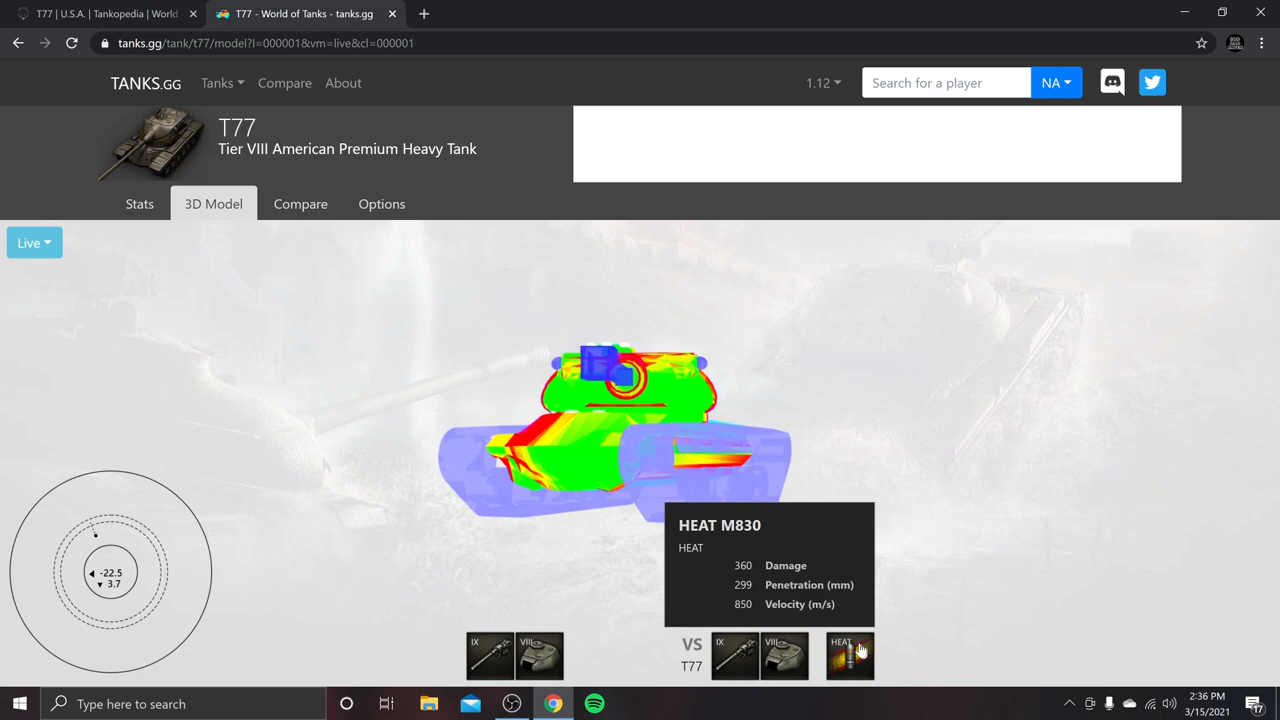 T77 | U.S.A. | Tankopedia | World
T77 - World of Tanks - tanks.gg
tanks.gg/tank/t77/model?l=000001&vm=live&cl=000001
TANKS.GG
Tanks
Compare
About
1.12
Search for a player
NA
T77
Tier VIII American Premium Heavy Tank
Stats
3D Model
Compare
Options
Live
HEAT M830
HEAT
360 Damage
299 Penetration (mm)
850 Velocity (m/s)
-22.5
3.7
IX
VIII
VS
T77
IX
VIII
HEAT
Type here to search
2:36 PM
3/15/2021
17